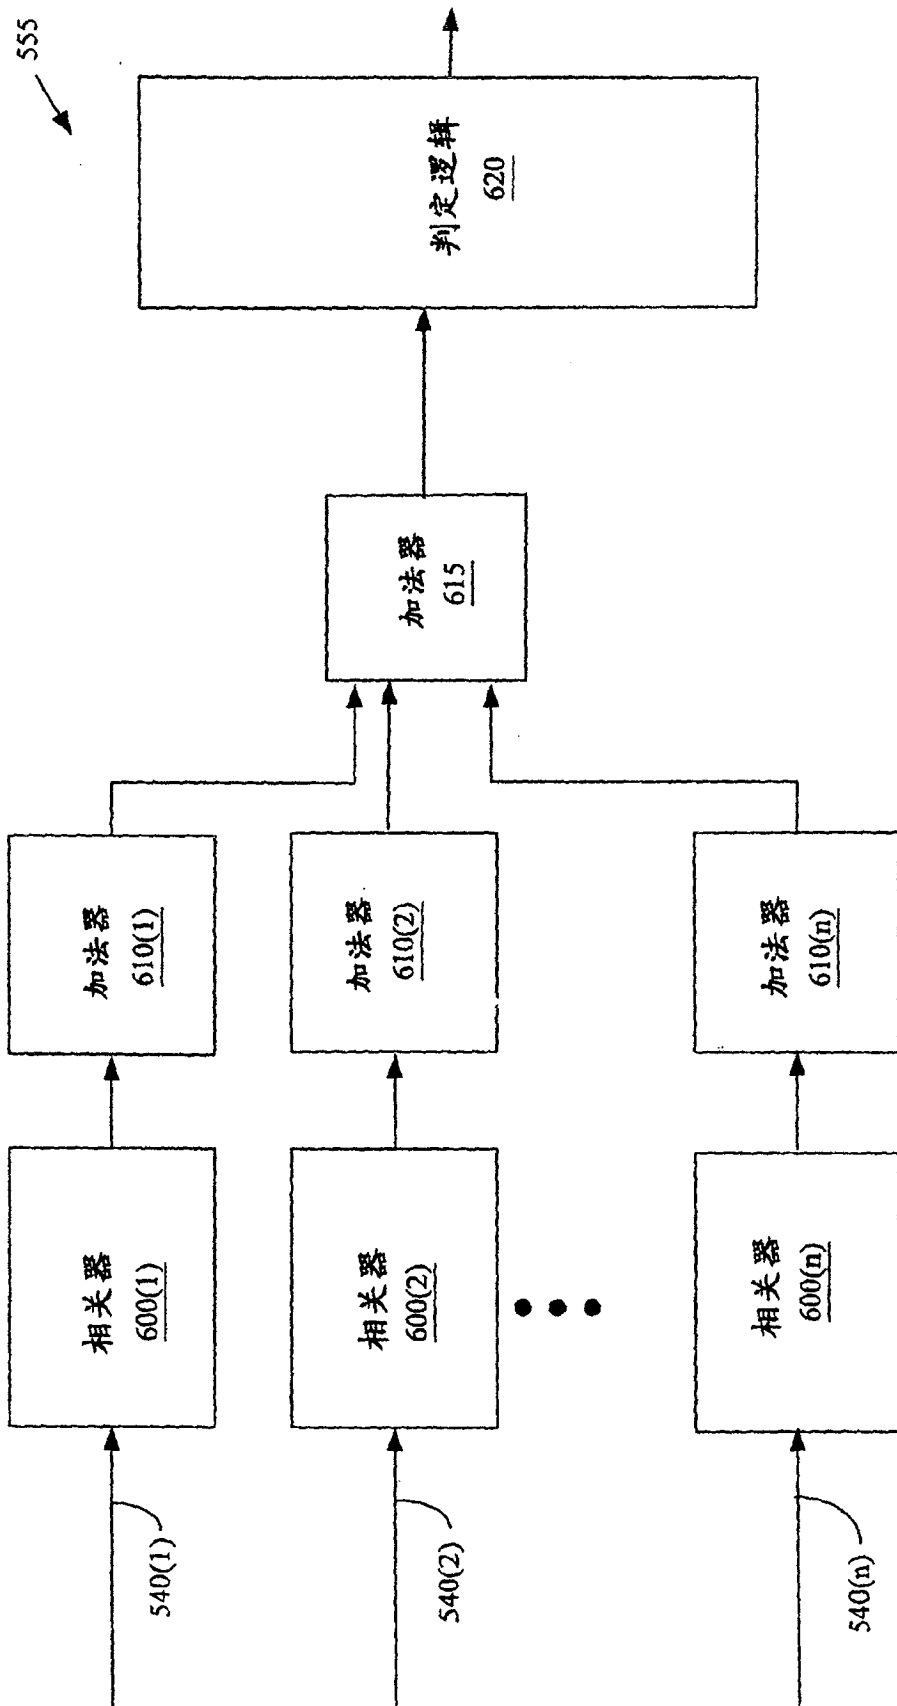 555
540(1)
相关器
600(1)
加法器
610(1)
540(2)
相关器
600(2)
加法器
610(2)
加法器
615
判定逻辑
620
540(n)
相关器
600(n)
加法器
610(n)